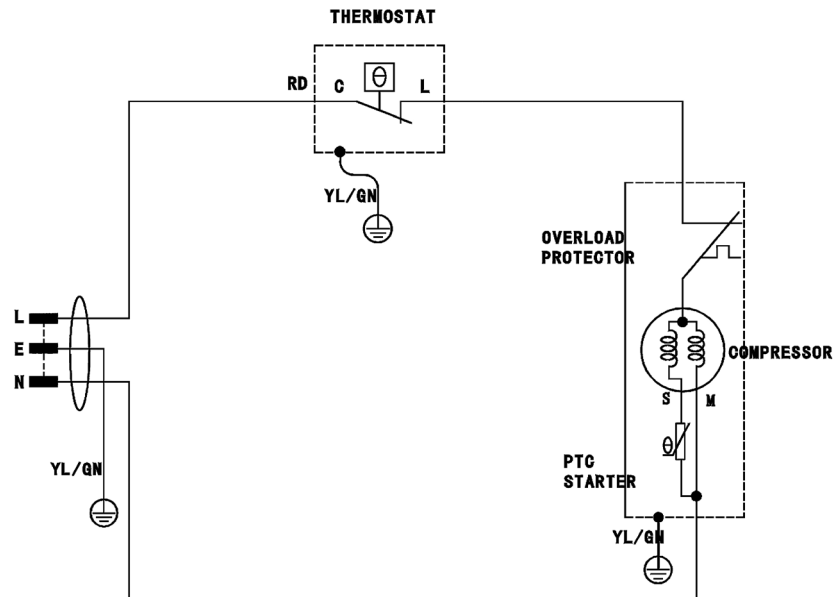 THERMOSTAT
RD
C
L
YL/GN
OVERLOAD
PROTECTOR
L
E
N
COMPRESSOR
S
M
YL/GN
PTC
STARTER
YL/GN
θ
θ